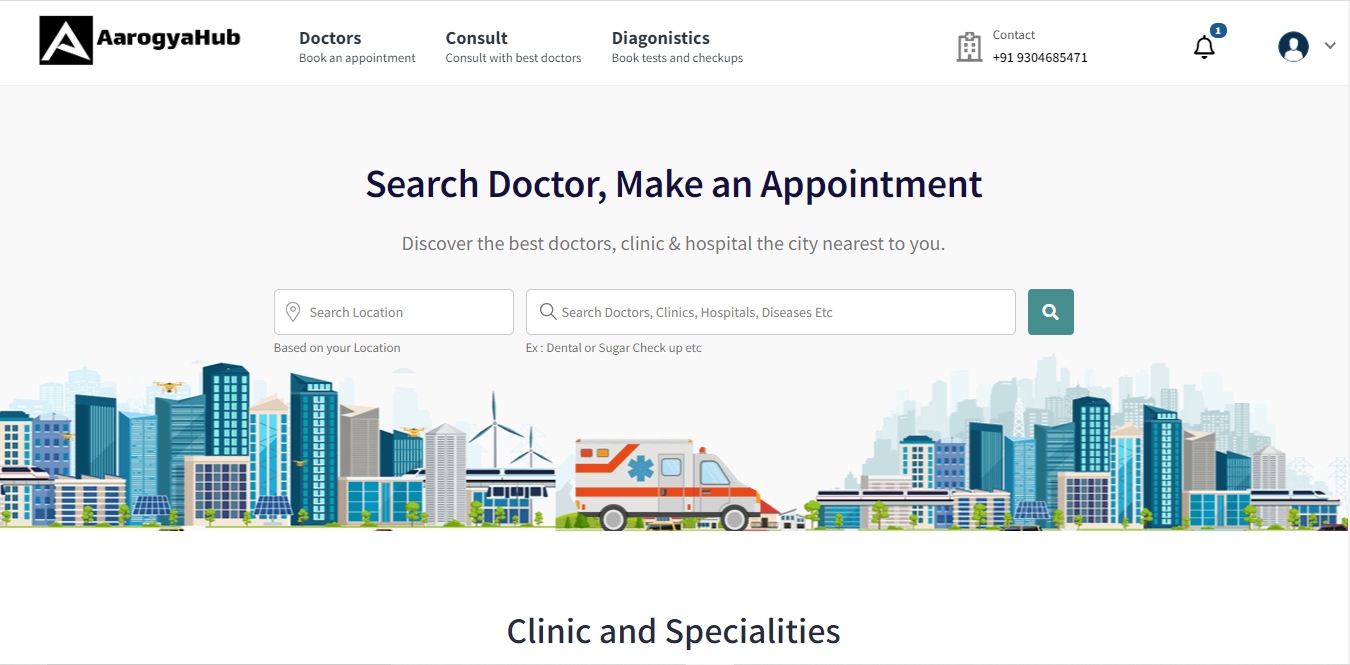 AarogyaHub
Doctors
Book an appointment
Consult
Consult with best doctors
Diagonistics
Book tests and checkups
Contact
+91 9304685471
1
Search Doctor, Make an Appointment
Discover the best doctors, clinic & hospital the city nearest to you.
Search Location
Search Doctors, Clinics, Hospitals, Diseases Etc
Based on your Location
Ex : Dental or Sugar Check up etc
Clinic and Specialities